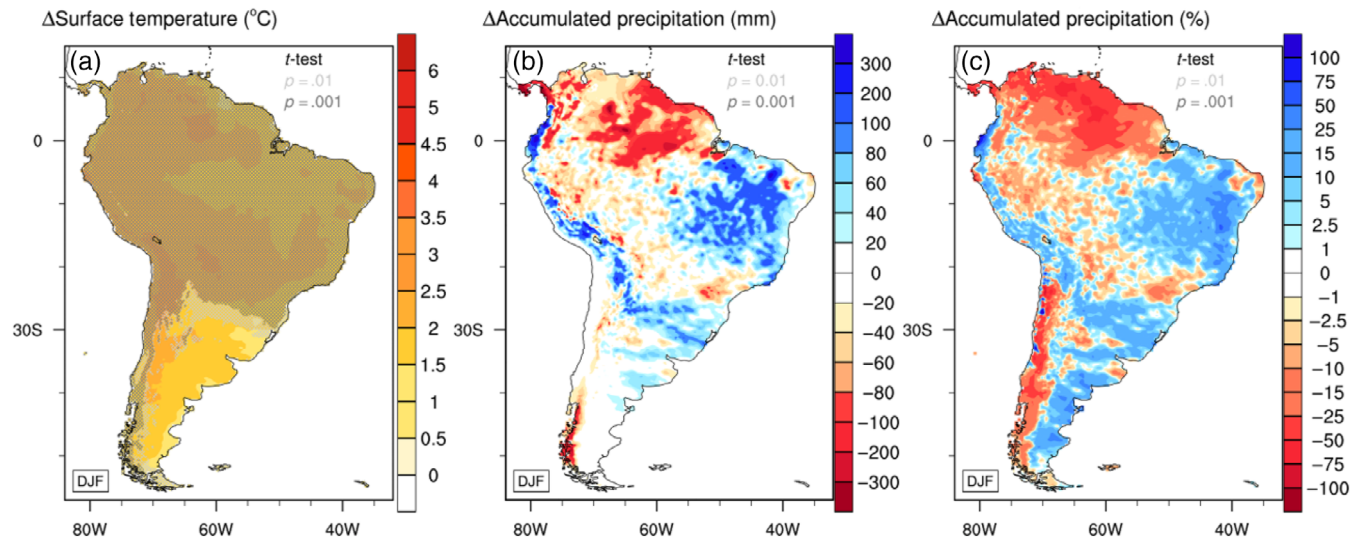 ΔSurface temperature (°C)
(a)
t-test
p = .01
p = .001
0
30S
DJF
80W
60W
40W
6
5
4.5
4
3.5
3
2.5
2
1.5
1
0.5
0
ΔAccumulated precipitation (mm)
(b)
t-test
p = 0.01
p = 0.001
0
30S
DJF
80W
60W
40W
300
200
100
80
60
40
20
0
−20
−40
−60
−80
−100
−200
−300
ΔAccumulated precipitation (%)
(c)
t-test
p = .01
p = .001
0
30S
DJF
80W
60W
40W
100
75
50
25
15
10
5
2.5
1
0
−1
−2.5
−5
−10
−15
−25
−50
−75
−100